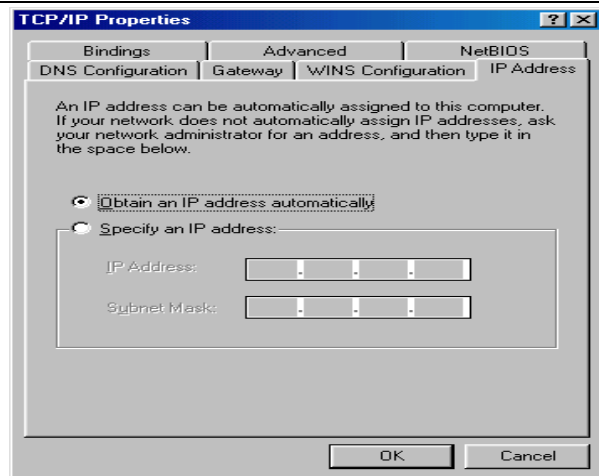 TCP/IP Properties
Bindings Advanced NetBIOS
DNS Configuration Gateway WINS Configuration IP Address
An IP address can be automatically assigned to this computer.
If your network does not automatically assign IP addresses, ask
your network administrator for an address, and then type it in
the space below.
Obtain an IP address automatically
Specify an IP address:
IP Address:
Subnet Mask:
OK Cancel